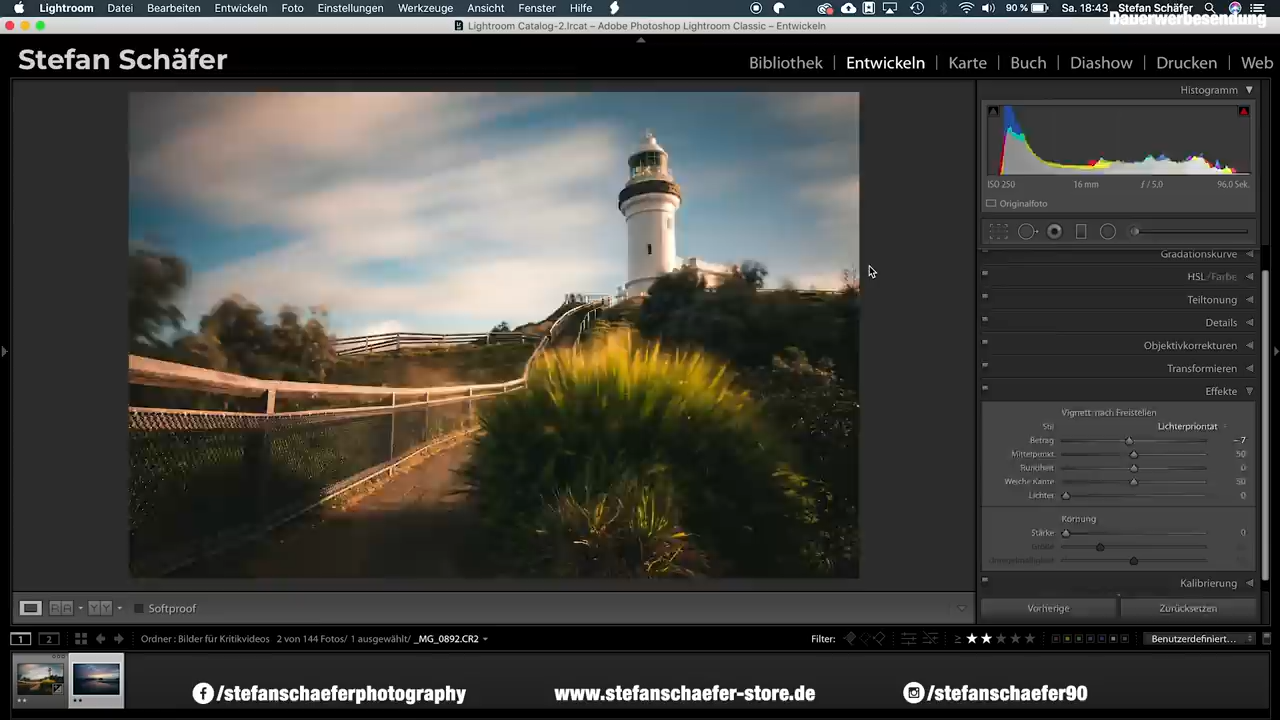 Lightroom Datei Bearbeiten Entwickeln Foto Einstellungen Werkzeuge Ansicht Fenster Hilfe 90 % Sa. 18:43 Stefan Schäfer
Dauerwerbesendung
Lightroom Catalog-2.lrcat – Adobe Photoshop Lightroom Classic – Entwickeln
Stefan Schäfer
Bibliothek | Entwickeln | Karte | Buch | Diashow | Drucken | Web
Histogramm
ISO 250 16 mm ƒ / 5,0 96,0 Sek.
Originalfoto
Gradationskurve
HSL / Farbe
Teiltonung
Details
Objektivkorrekturen
Transformieren
Effekte
Vignett. nach Freistellen
Stil Lichterpriorität
Betrag – 7
Mittelpunkt 50
Rundheit 0
Weiche Kante 50
Lichter 0
Körnung
Stärke 0
Größe
Kalibrierung
Vorherige Zurücksetzen
Softproof
1 2 Ordner : Bilder für Kritikvideos 2 von 144 Fotos/ 1 ausgewählt/ _MG_0892.CR2 Filter: ≥ ★★★★★ Benutzerdefiniert...
/stefanschaeferphotography www.stefanschaefer-store.de /stefanschaefer90